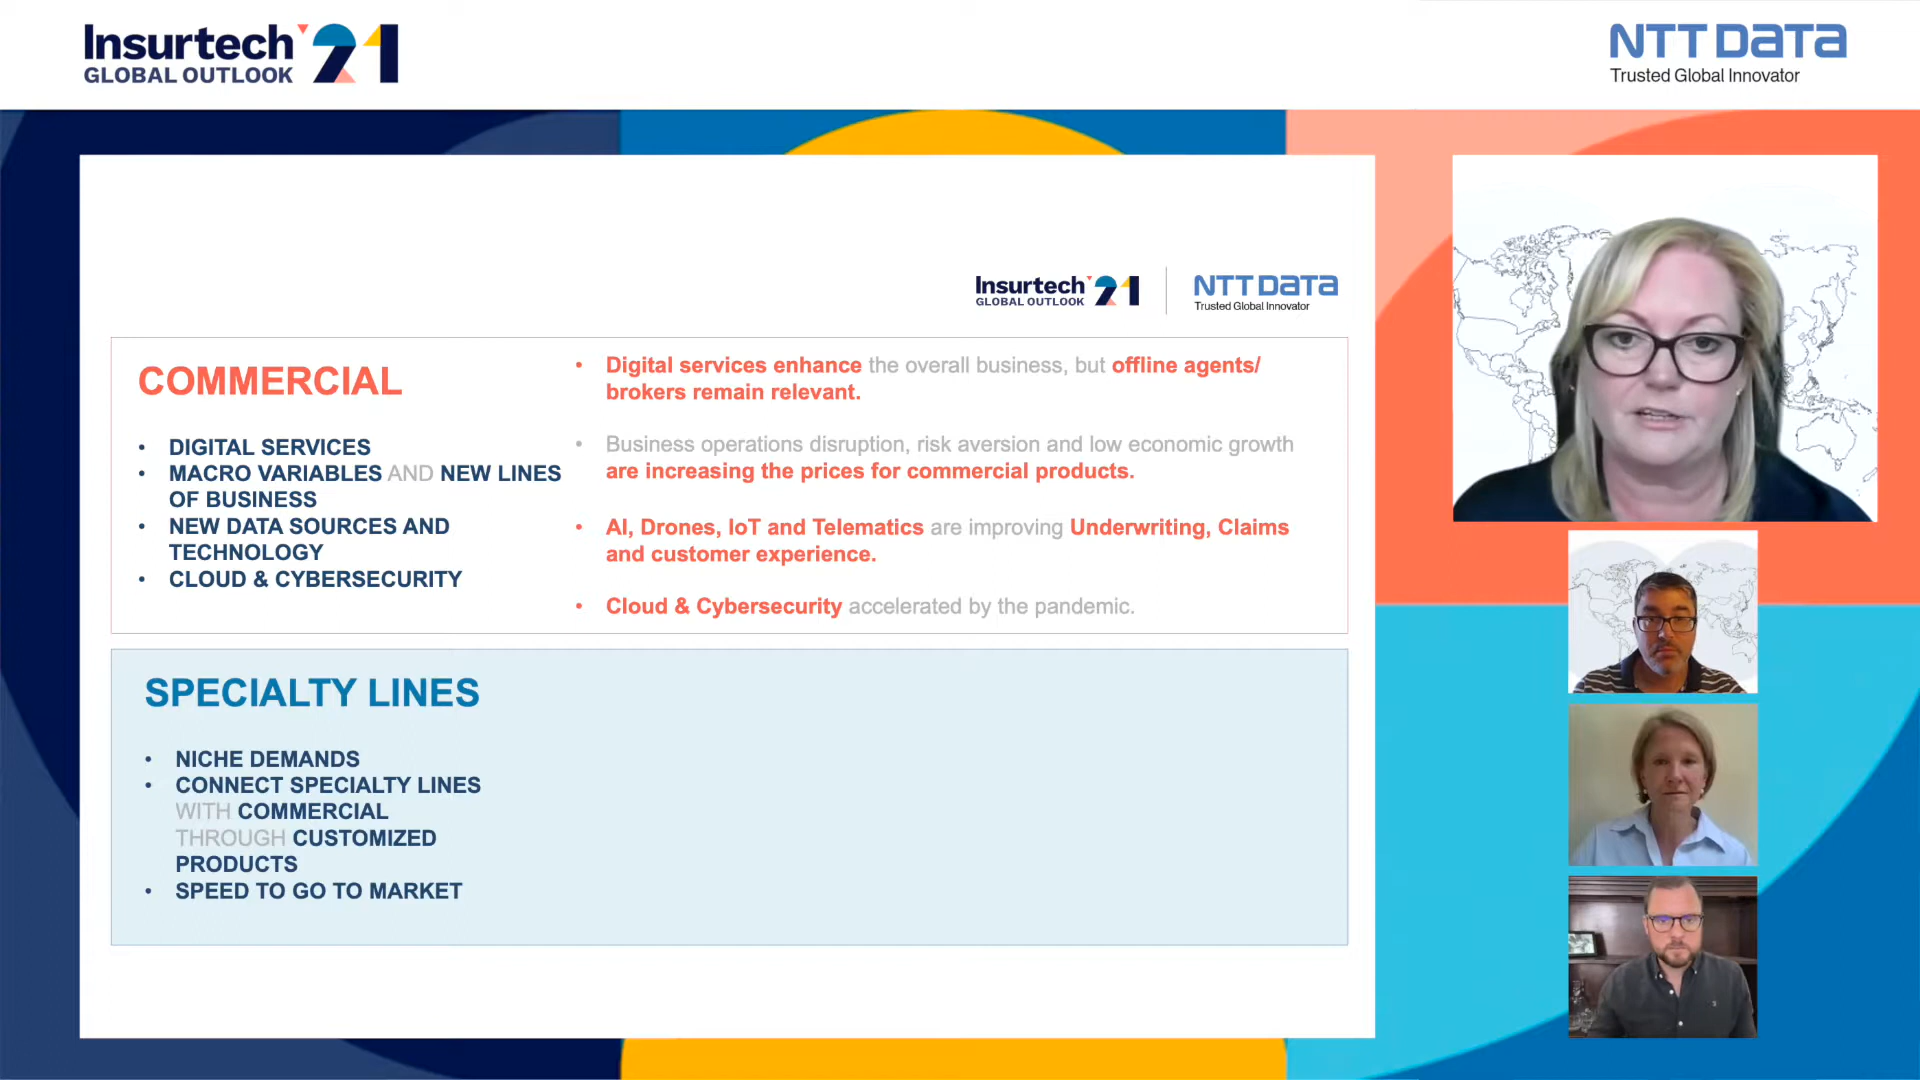 Insurtech '21
GLOBAL OUTLOOK
NTT DATA
Trusted Global Innovator
Insurtech '21
GLOBAL OUTLOOK
NTT DATA
Trusted Global Innovator
COMMERCIAL
• DIGITAL SERVICES
• MACRO VARIABLES AND NEW LINES
OF BUSINESS
• NEW DATA SOURCES AND
TECHNOLOGY
• CLOUD & CYBERSECURITY
• Digital services enhance the overall business, but offline agents/
brokers remain relevant.
• Business operations disruption, risk aversion and low economic growth
are increasing the prices for commercial products.
• AI, Drones, IoT and Telematics are improving Underwriting, Claims
and customer experience.
• Cloud & Cybersecurity accelerated by the pandemic.
SPECIALTY LINES
• NICHE DEMANDS
• CONNECT SPECIALTY LINES
WITH COMMERCIAL
THROUGH CUSTOMIZED
PRODUCTS
• SPEED TO GO TO MARKET